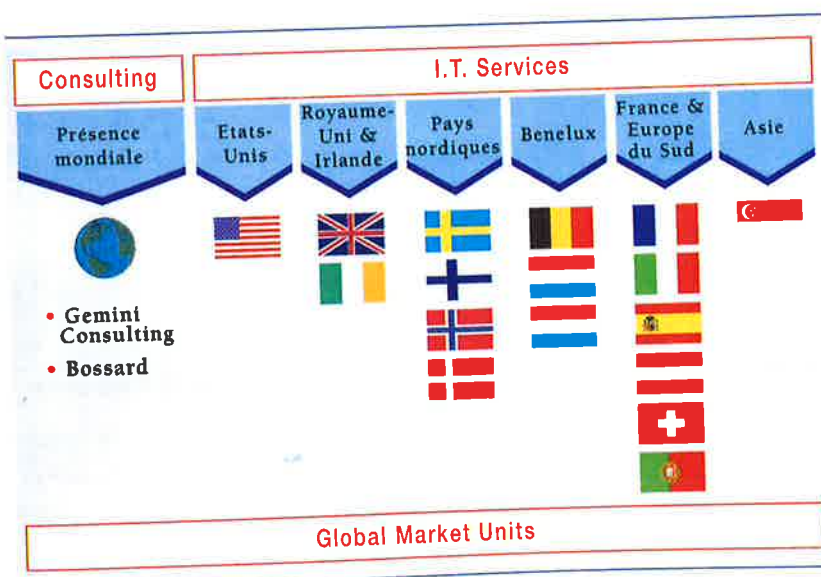 Consulting
I.T. Services
Présence
mondiale
Etats-
Unis
Royaume-
Uni &
Irlande
Pays
nordiques
Benelux
France &
Europe
du Sud
Asie
• Gemini
Consulting
• Bossard
Global Market Units